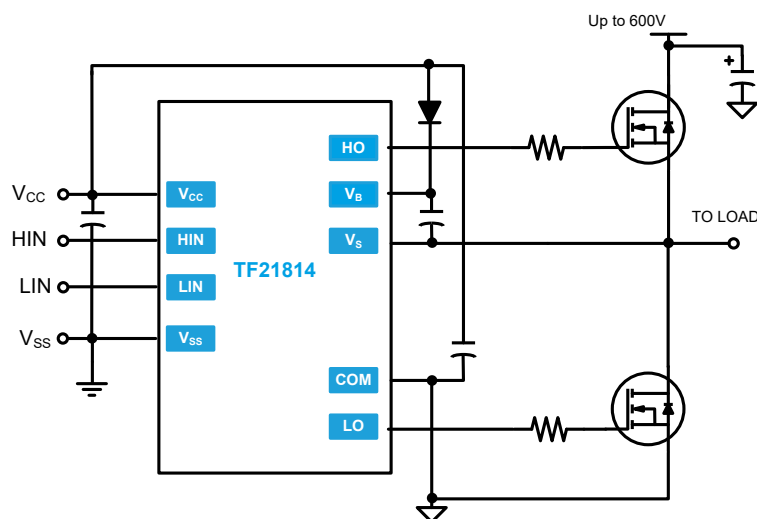 Up to 600V
+
HO
VCC
VCC
VB
TO LOAD
HIN
HIN
VS
LIN
LIN
TF21814
VSS
VSS
COM
LO